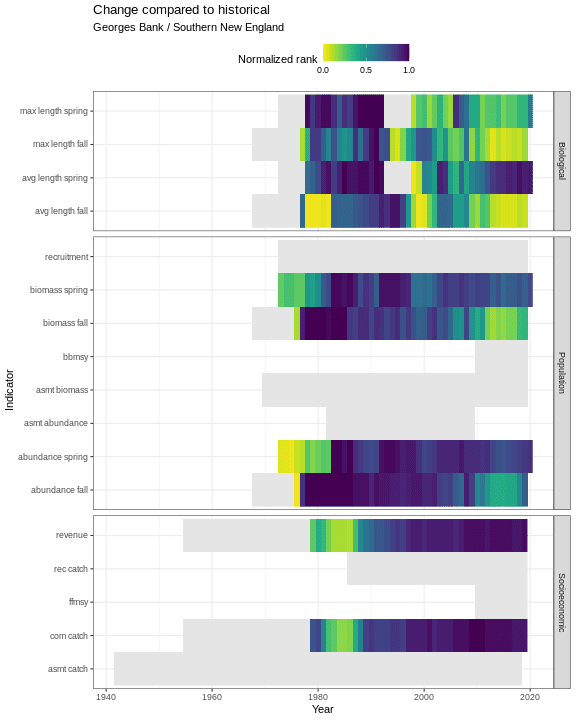 Change compared to historical
Georges Bank / Southern New England
Normalized rank
0.0 0.5 1.0
max length spring
max length fall
avg length spring
avg length fall
Biological
recruitment
biomass spring
biomass fall
bbmsy
asmt biomass
asmt abundance
abundance spring
abundance fall
Population
revenue
rec catch
ffmsy
com catch
asmt catch
Socioeconomic
Indicator
1940 1960 1980 2000 2020
Year